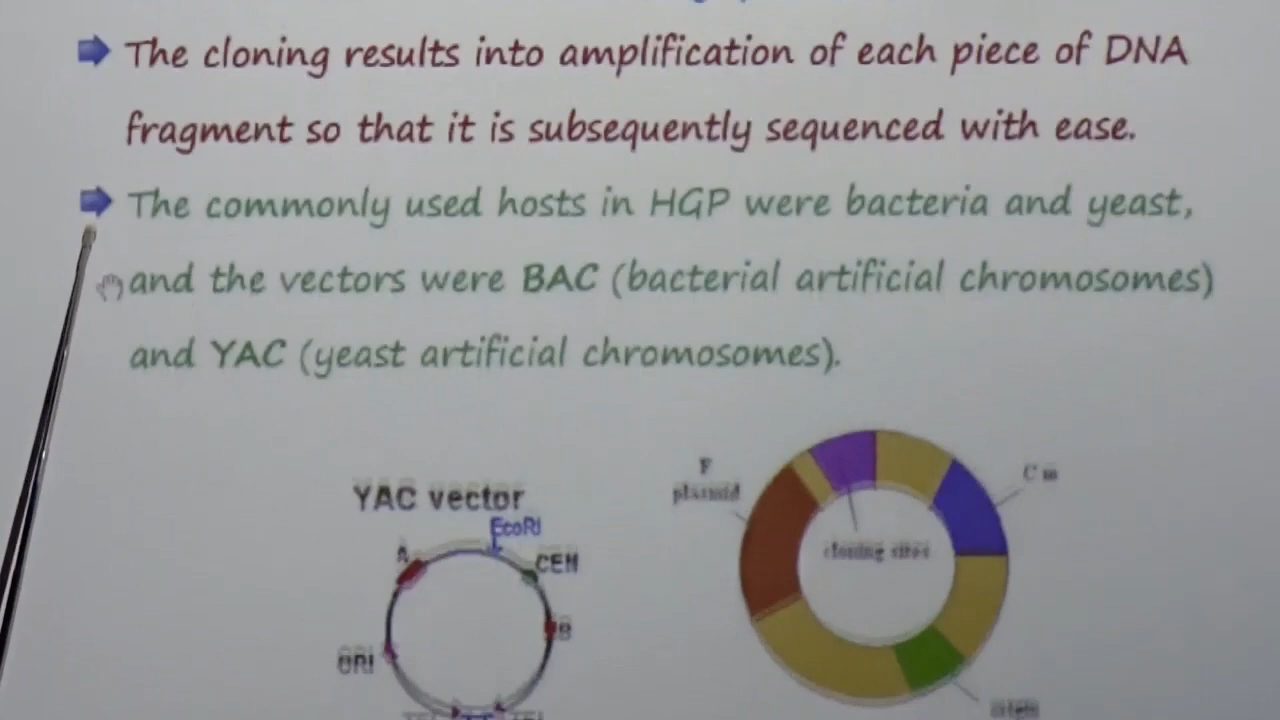 The cloning results into amplification of each piece of DNA
fragment so that it is subsequently sequenced with ease.
The commonly used hosts in HGP were bacteria and yeast,
and the vectors were BAC (bacterial artificial chromosomes)
and YAC (yeast artificial chromosomes).
YAC vector
EcoRI
A
CEN
B
ORI
F
plasmid
Cm
cloning sites